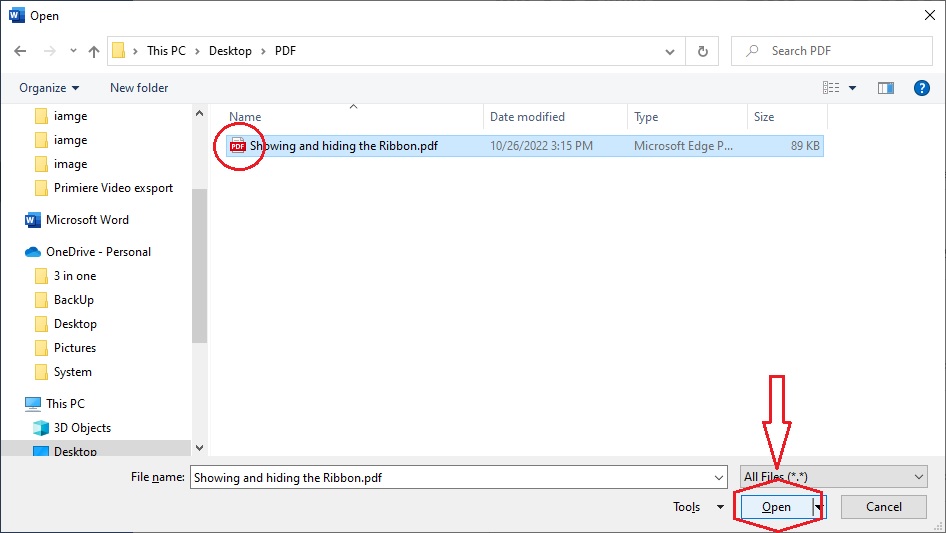 Open
This PC > Desktop > PDF
Search PDF
Organize
New folder
Name
Date modified
Type
Size
PDF
Showing and hiding the Ribbon.pdf
10/26/2022 3:15 PM
Microsoft Edge P...
89 KB
iamge
iamge
image
Primiere Video exsport
Microsoft Word
OneDrive - Personal
3 in one
BackUp
Desktop
Pictures
System
This PC
3D Objects
Desktop
File name:
Showing and hiding the Ribbon.pdf
All Files (*.*)
Tools
Open
Cancel